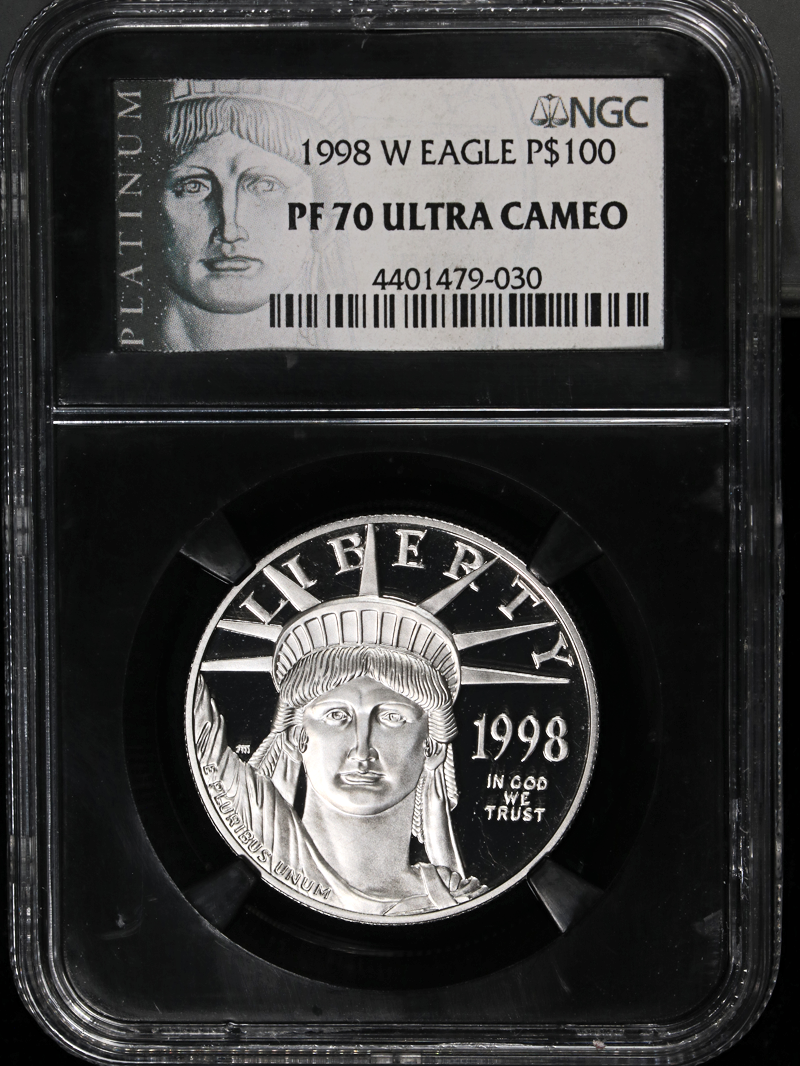 PLATINUM
NGC
1998 W EAGLE P$100
PF 70 ULTRA CAMEO
4401479-030
LIBERTY
1998
IN GOD
WE
TRUST
E PLURIBUS UNUM